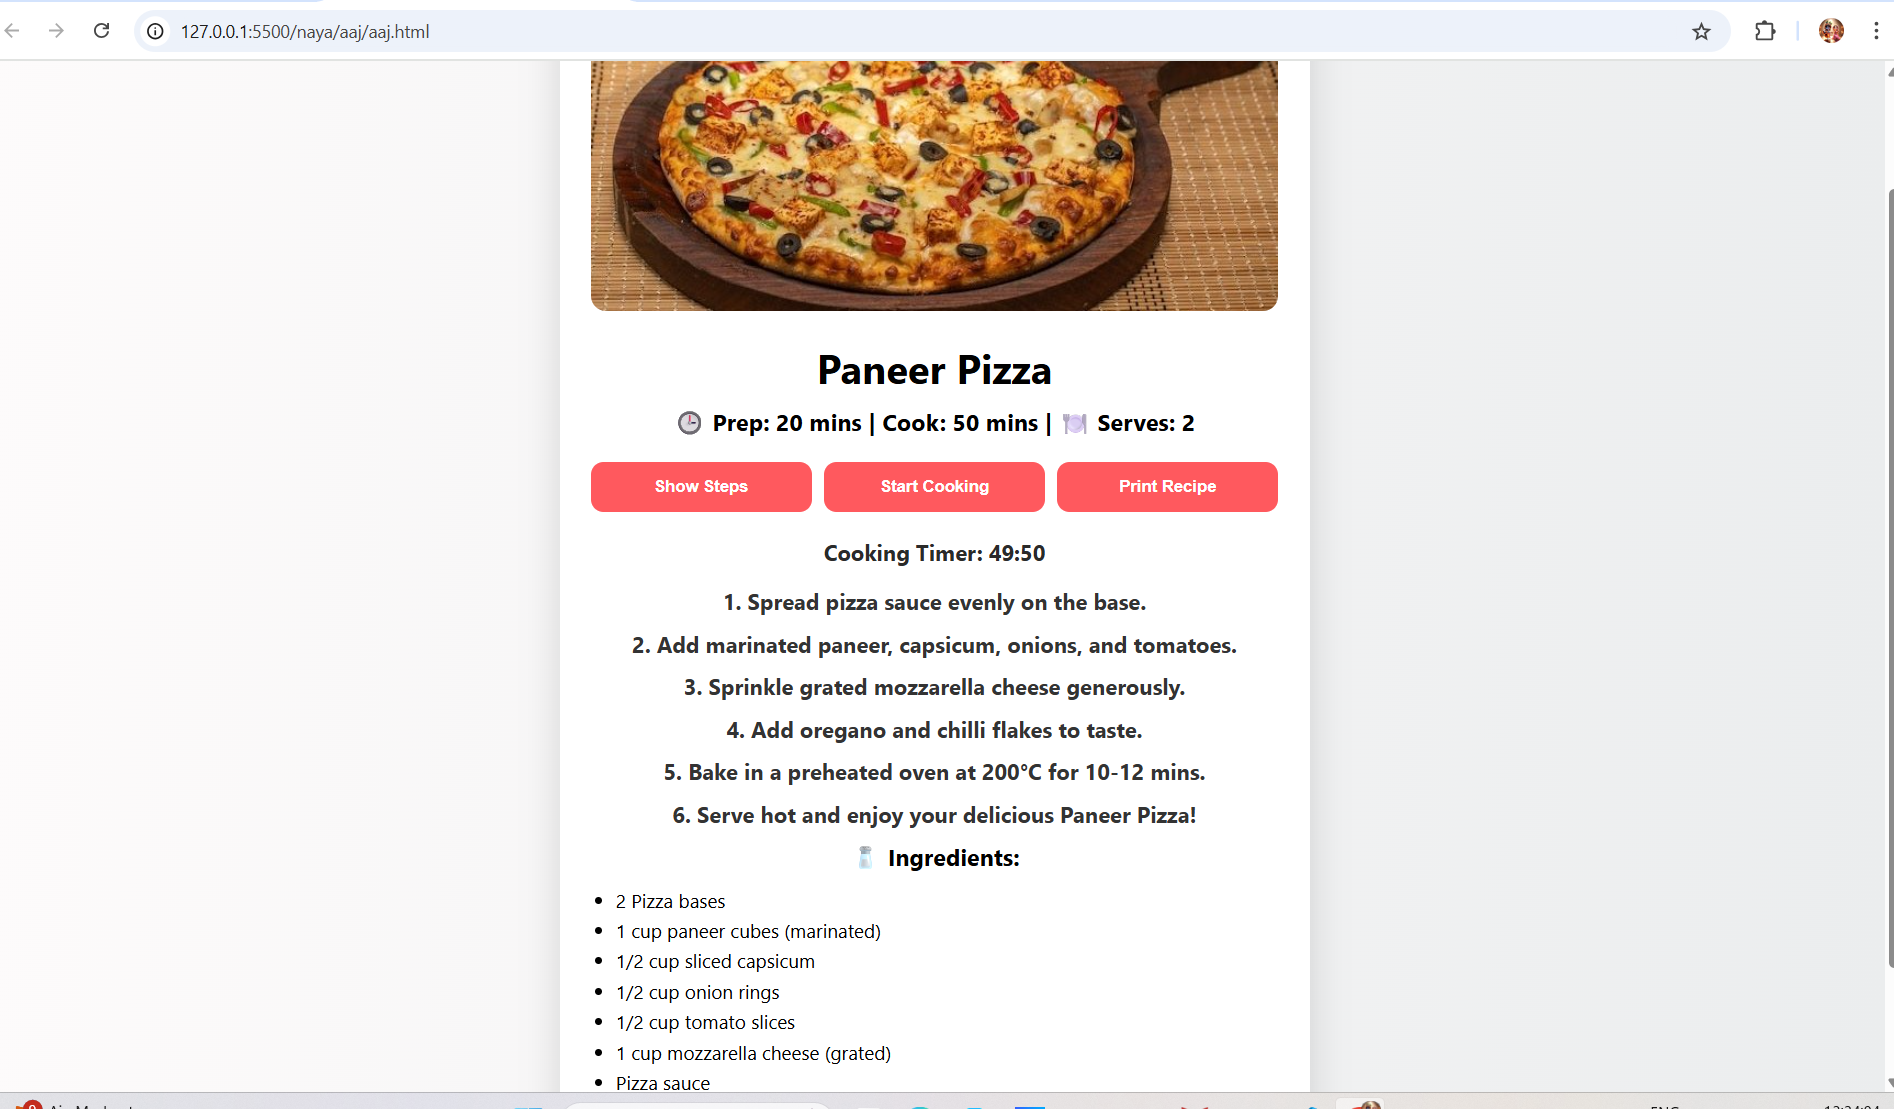 127.0.0.1:5500/naya/aaj/aaj.html
Paneer Pizza
Prep: 20 mins | Cook: 50 mins | Serves: 2
Show Steps Start Cooking Print Recipe
Cooking Timer: 49:50
1. Spread pizza sauce evenly on the base.
2. Add marinated paneer, capsicum, onions, and tomatoes.
3. Sprinkle grated mozzarella cheese generously.
4. Add oregano and chilli flakes to taste.
5. Bake in a preheated oven at 200°C for 10-12 mins.
6. Serve hot and enjoy your delicious Paneer Pizza!
Ingredients:
2 Pizza bases
1 cup paneer cubes (marinated)
1/2 cup sliced capsicum
1/2 cup onion rings
1/2 cup tomato slices
1 cup mozzarella cheese (grated)
Pizza sauce